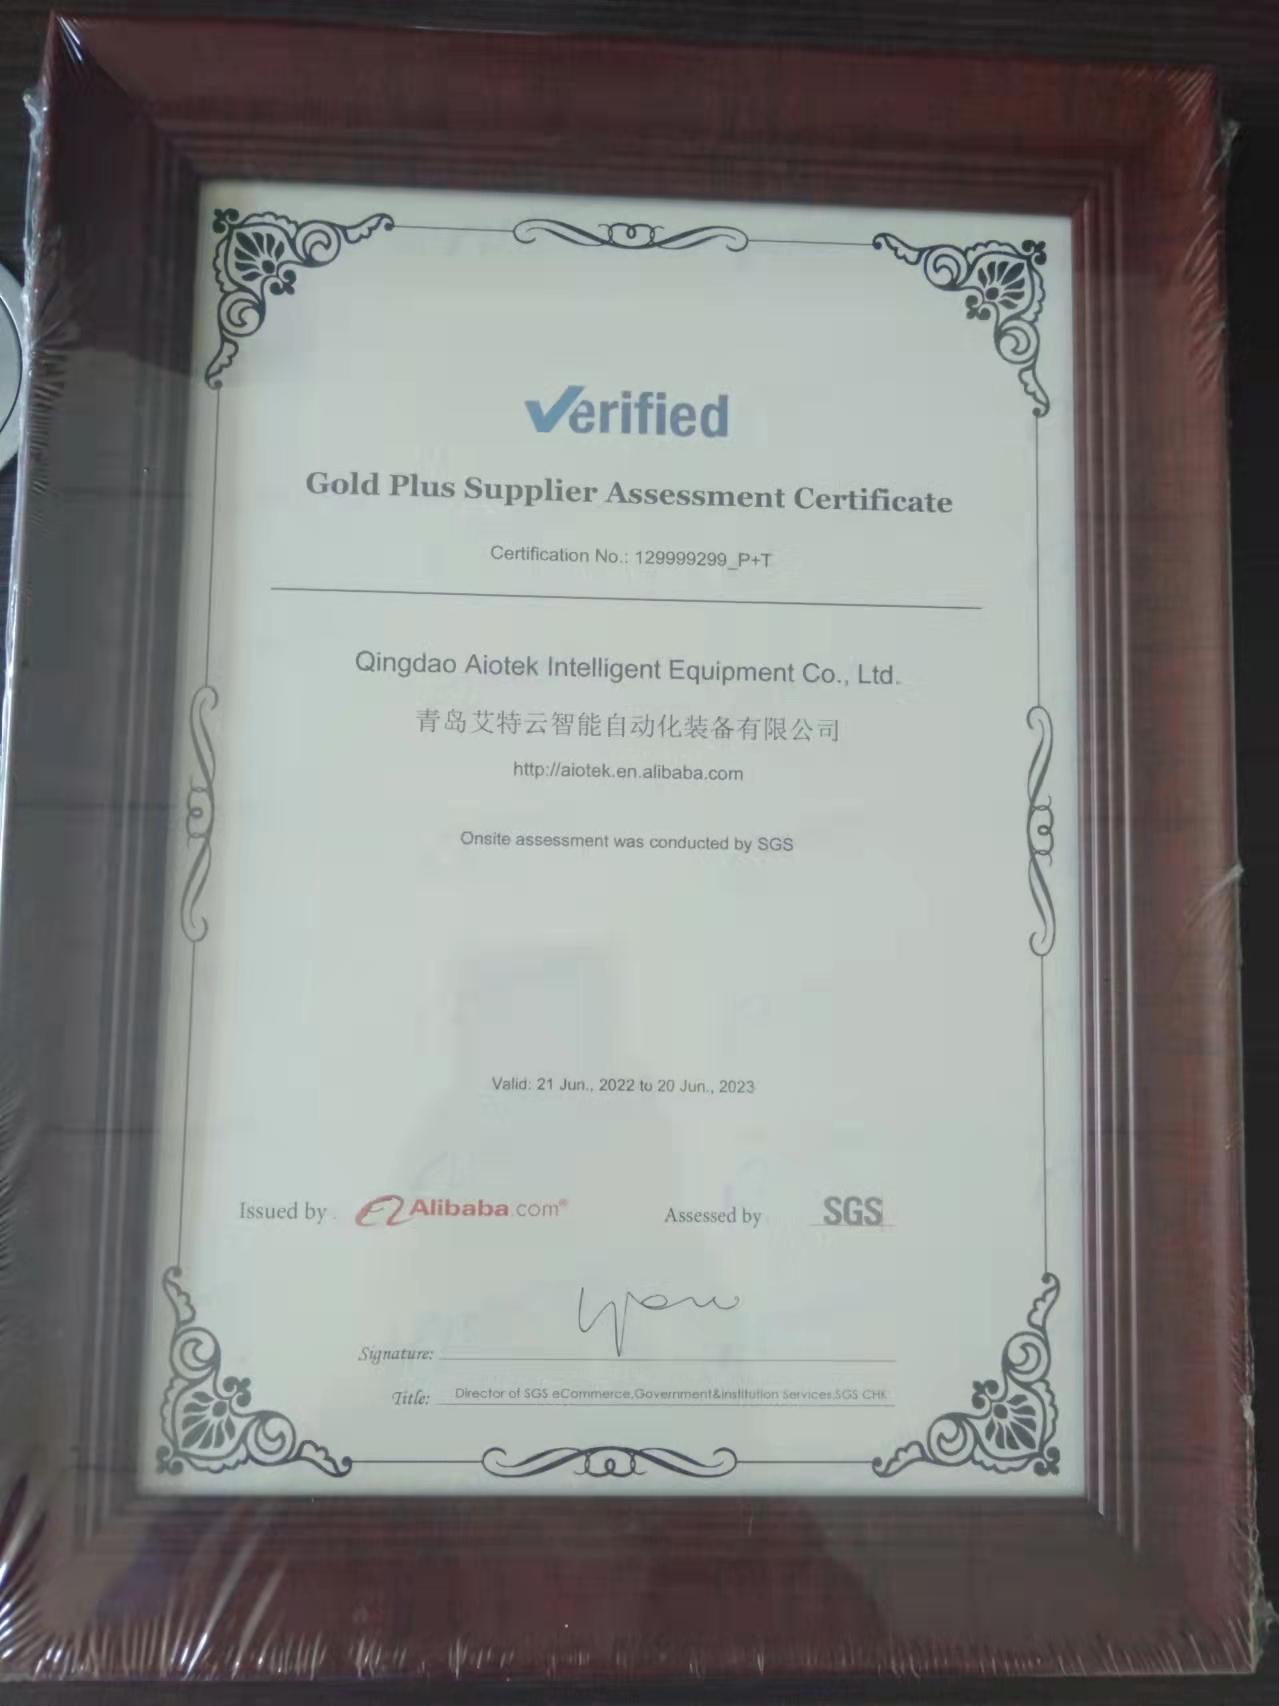 Verified
Gold Plus Supplier Assessment Certificate
Certification No.: 129999299_P+T
Qingdao Aiotek Intelligent Equipment Co., Ltd.
青岛艾特云智能自动化装备有限公司
http://aiotek.en.alibaba.com
Onsite assessment was conducted by SGS
Valid: 21 Jun., 2022 to 20 Jun., 2023
Issued by Alibaba.com® Assessed by SGS
Signature:
Title: Director of SGS eCommerce,Government&institution Services,SGS CHK